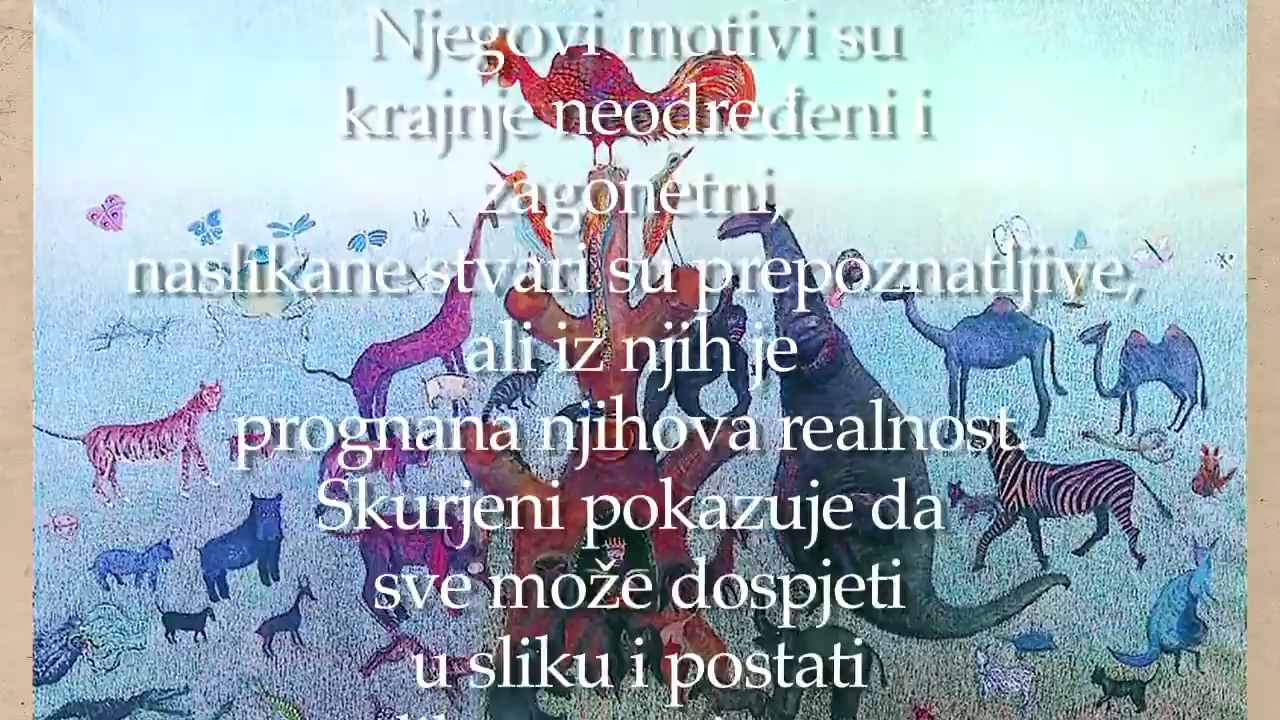 Njegovi motivi su
krajnje neodređeni i
zagonetni,
naslikane stvari su prepoznatljive,
ali iz njih je
prognana njihova realnost.
Skurjeni pokazuje da
sve može dospjeti
u sliku i postati